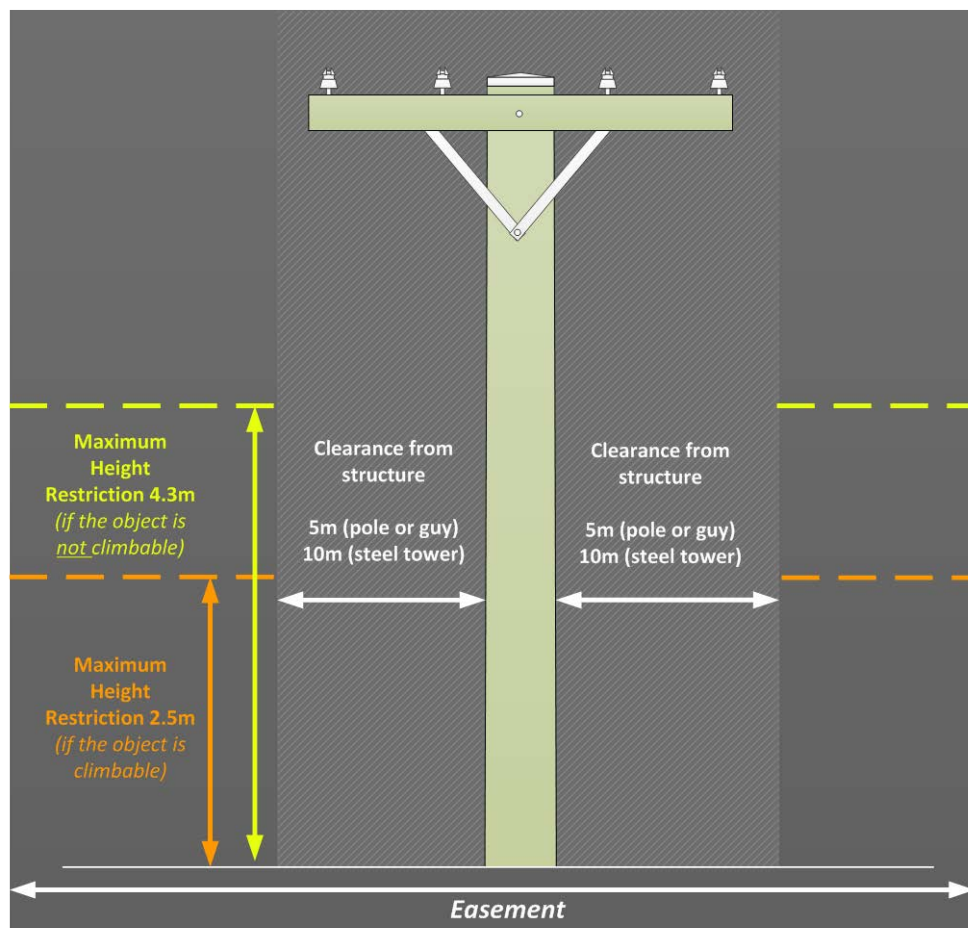 Maximum
Height
Restriction 4.3m
(if the object is
not climbable)
Clearance from
structure
5m (pole or guy)
10m (steel tower)
Clearance from
structure
5m (pole or guy)
10m (steel tower)
Maximum
Height
Restriction 2.5m
(if the object is
climbable)
Easement